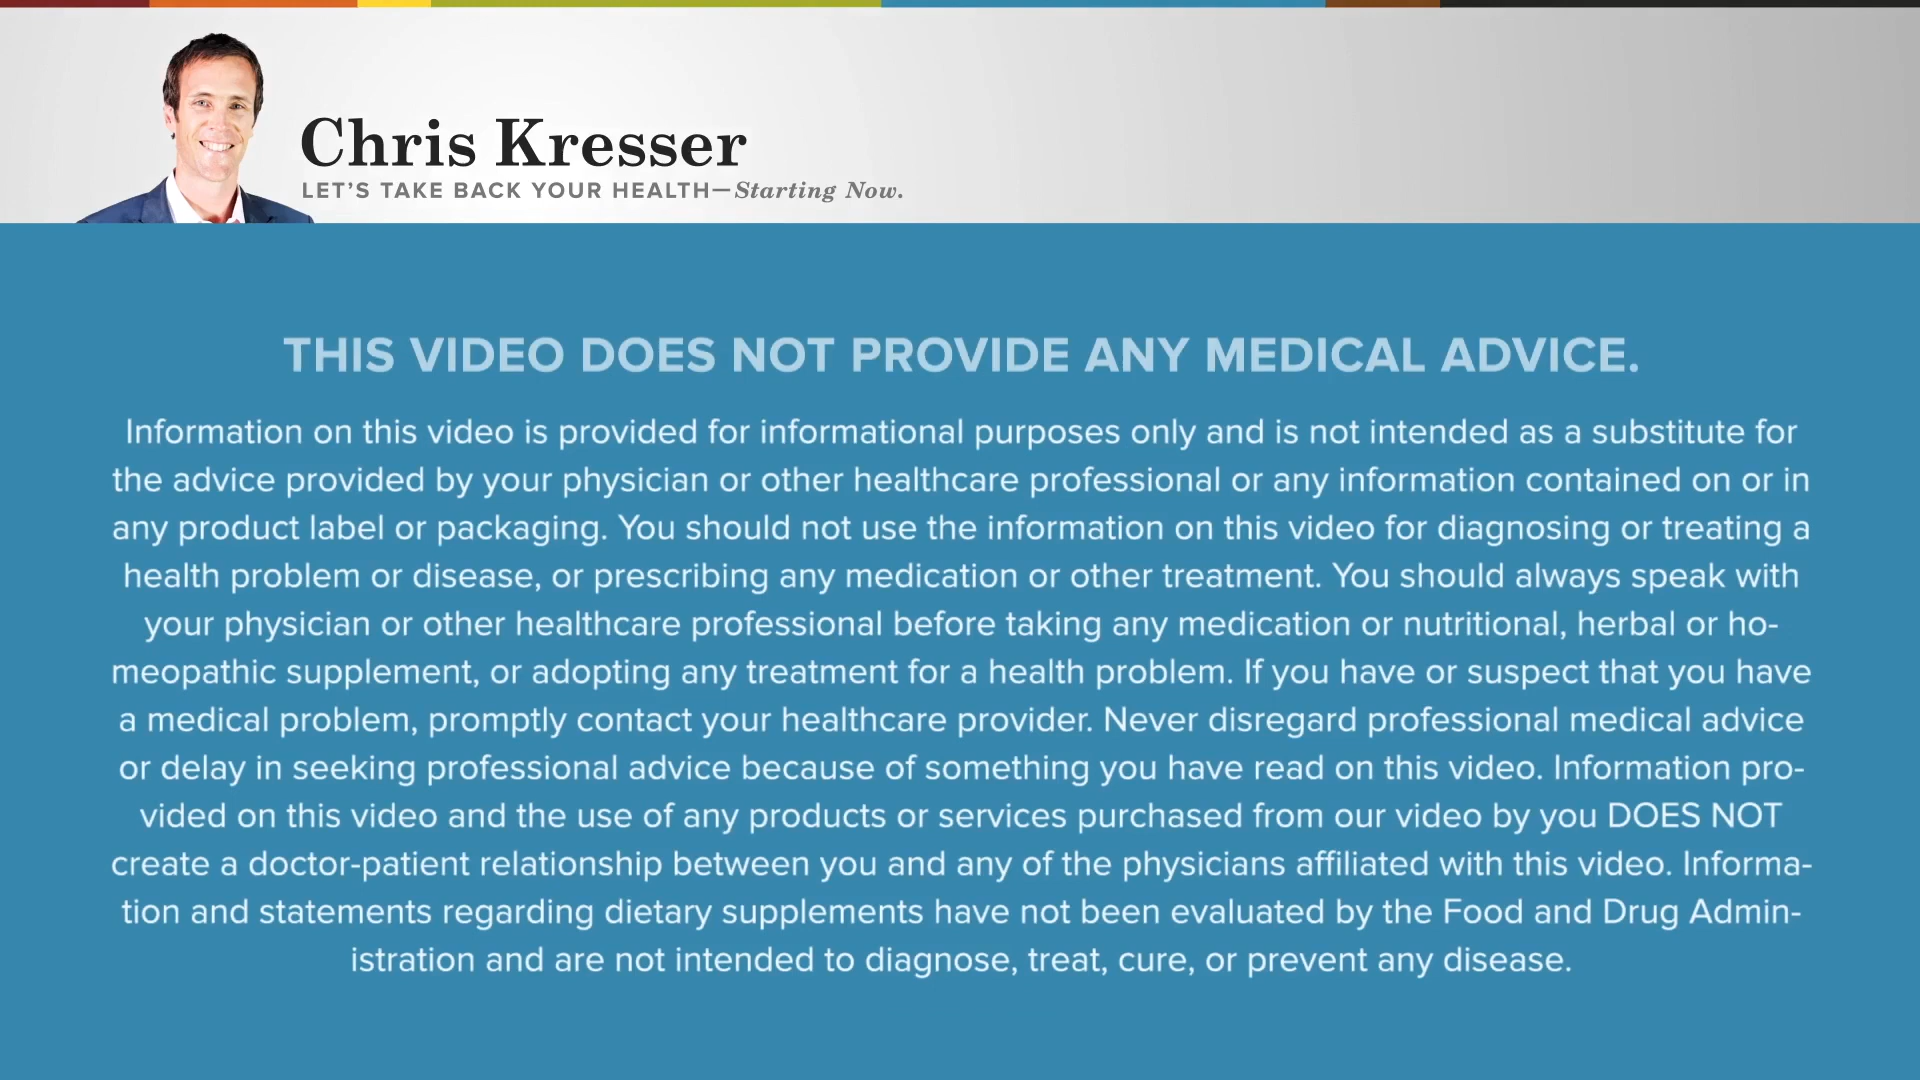 Chris Kresser
LET'S TAKE BACK YOUR HEALTH—Starting Now.
THIS VIDEO DOES NOT PROVIDE ANY MEDICAL ADVICE.
Information on this video is provided for informational purposes only and is not intended as a substitute for
the advice provided by your physician or other healthcare professional or any information contained on or in
any product label or packaging. You should not use the information on this video for diagnosing or treating a
health problem or disease, or prescribing any medication or other treatment. You should always speak with
your physician or other healthcare professional before taking any medication or nutritional, herbal or ho-
meopathic supplement, or adopting any treatment for a health problem. If you have or suspect that you have
a medical problem, promptly contact your healthcare provider. Never disregard professional medical advice
or delay in seeking professional advice because of something you have read on this video. Information pro-
vided on this video and the use of any products or services purchased from our video by you DOES NOT
create a doctor-patient relationship between you and any of the physicians affiliated with this video. Informa-
tion and statements regarding dietary supplements have not been evaluated by the Food and Drug Admin-
istration and are not intended to diagnose, treat, cure, or prevent any disease.